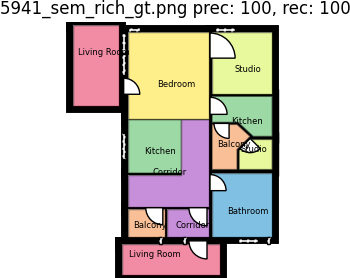 5941_sem_rich_gt.png prec: 100, rec: 100
Living Room
Studio
Bedroom
Kitchen
Balcony
Studio
Kitchen
Corridor
Bathroom
Balcony
Corridor
Living Room